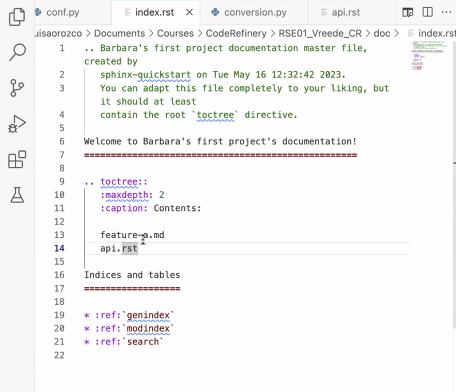 conf.py index.rst conversion.py api.rst
uisaorozco > Documents > Courses > CodeRefinery > RSE01_Vreede_CR > doc > index.rst
1 .. Barbara's first project documentation master file,
created by
2 sphinx-quickstart on Tue May 16 12:32:42 2023.
3 You can adapt this file completely to your liking, but
it should at least
4 contain the root `toctree` directive.
5
6 Welcome to Barbara's first project's documentation!
7 ===================================================
8
9 .. toctree::
10 :maxdepth: 2
11 :caption: Contents:
12
13 feature-a.md
14 api.rst
15
16 Indices and tables
17 ==================
18
19 * :ref:`genindex`
20 * :ref:`modindex`
21 * :ref:`search`
22